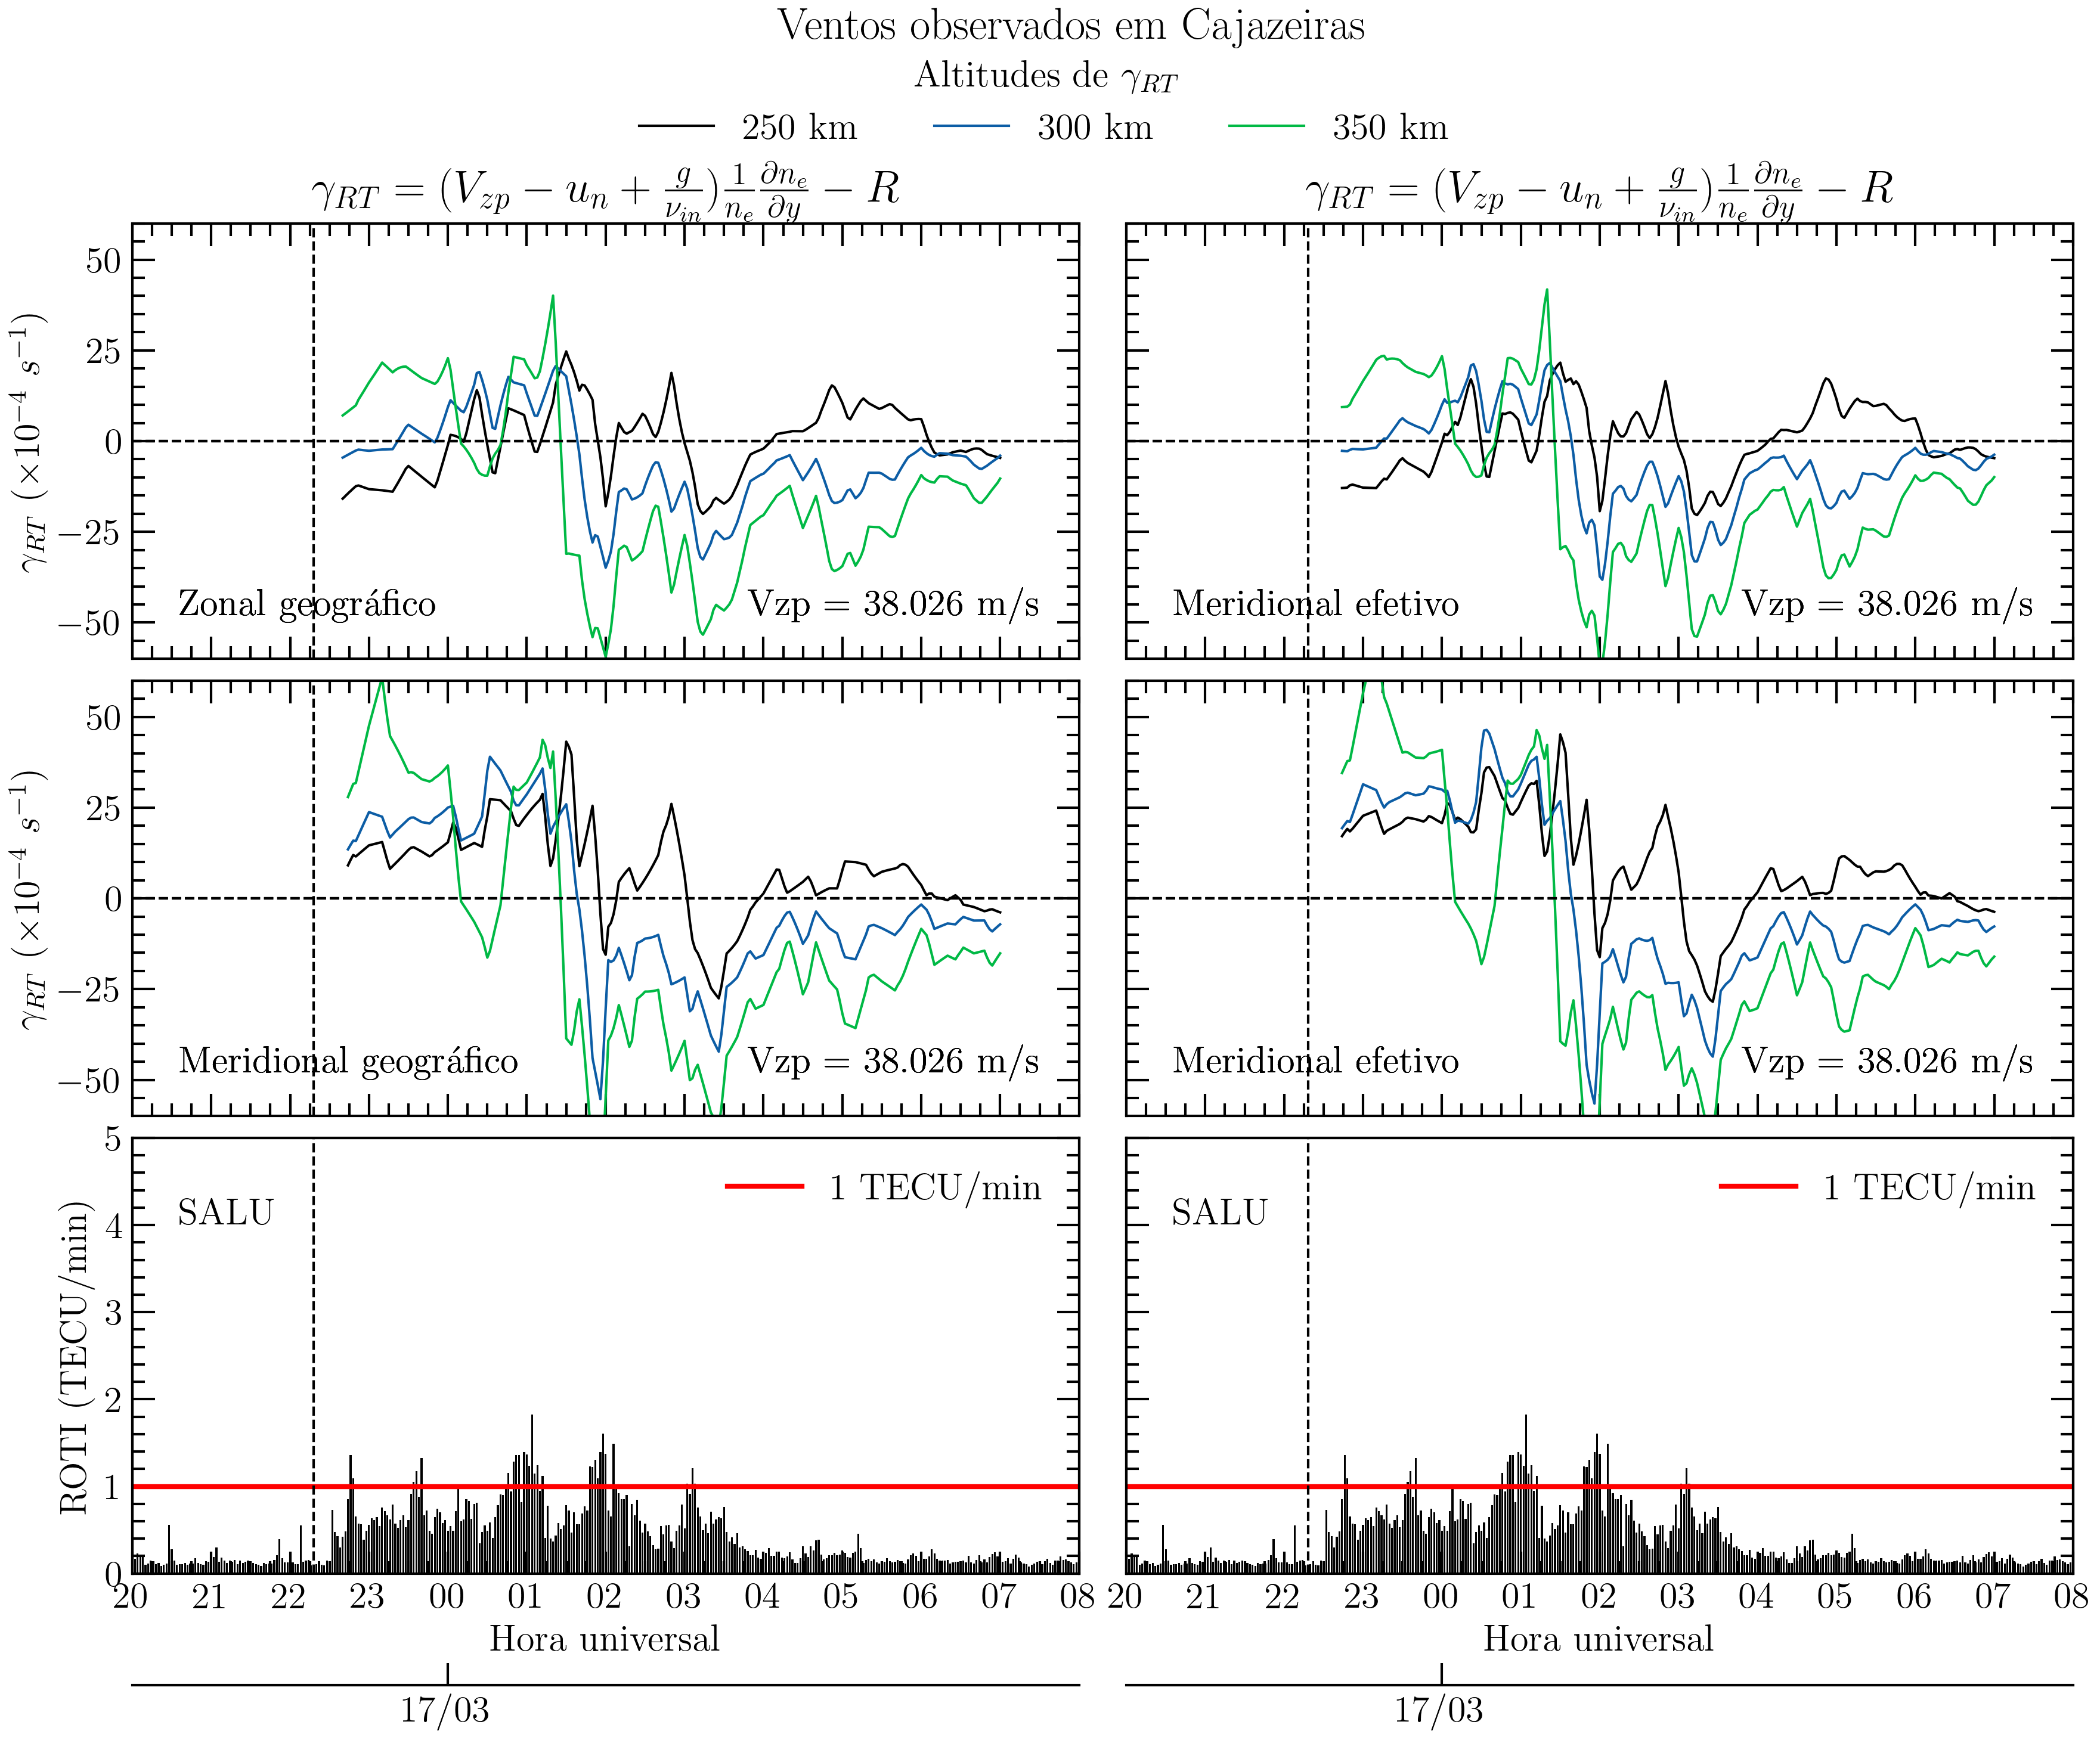 Ventos observados em Cajazeiras
Altitudes de γ_RT
250 km 300 km 350 km
γ_RT = (V_zp − u_n + g/ν_in) 1/n_e ∂n_e/∂y − R
γ_RT = (V_zp − u_n + g/ν_in) 1/n_e ∂n_e/∂y − R
γ_RT (×10⁻⁴ s⁻¹)
50
25
0
−25
−50
Zonal geográfico
Vzp = 38.026 m/s
Meridional efetivo
Vzp = 38.026 m/s
γ_RT (×10⁻⁴ s⁻¹)
50
25
0
−25
−50
Meridional geográfico
Vzp = 38.026 m/s
Meridional efetivo
Vzp = 38.026 m/s
ROTI (TECU/min)
5
4
3
2
1
0
SALU
1 TECU/min
SALU
1 TECU/min
20 21 22 23 00 01 02 03 04 05 06 07 08
20 21 22 23 00 01 02 03 04 05 06 07 08
Hora universal
Hora universal
17/03
17/03